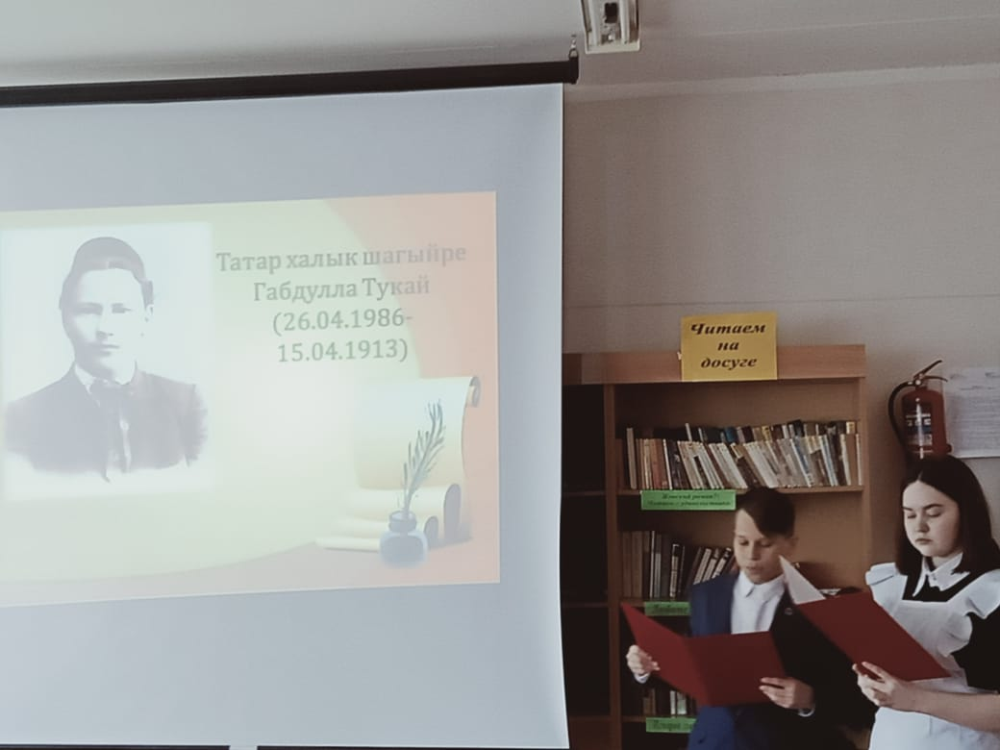 Татар халык шагыйре
Габдулла Тукай
(26.04.1986-
15.04.1913)
Читаем
на
досуге